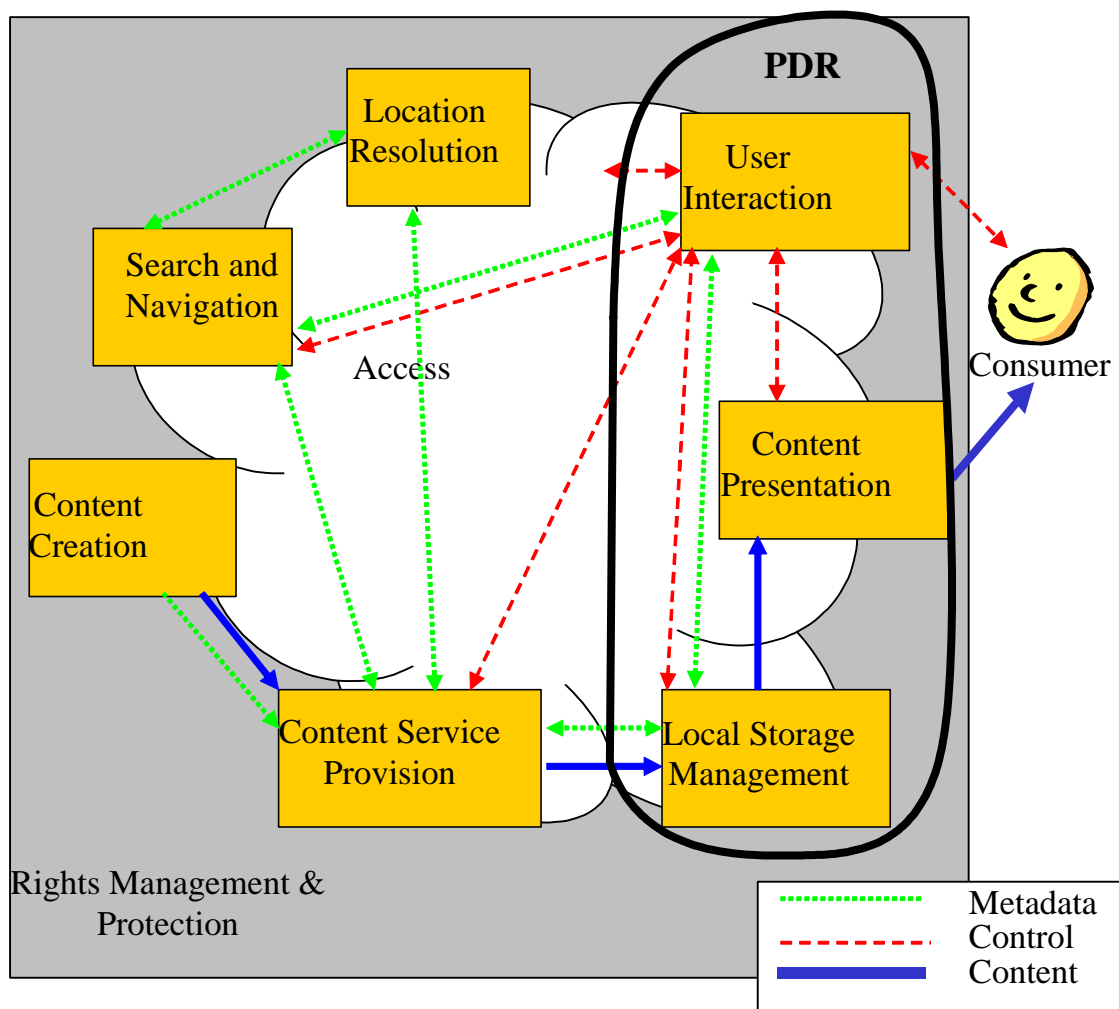 PDR
Location
Resolution
User
Interaction
Search and
Navigation
Access
Consumer
Content
Presentation
Content
Creation
Content Service
Provision
Local Storage
Management
Rights Management &
Protection
Metadata
Control
Content